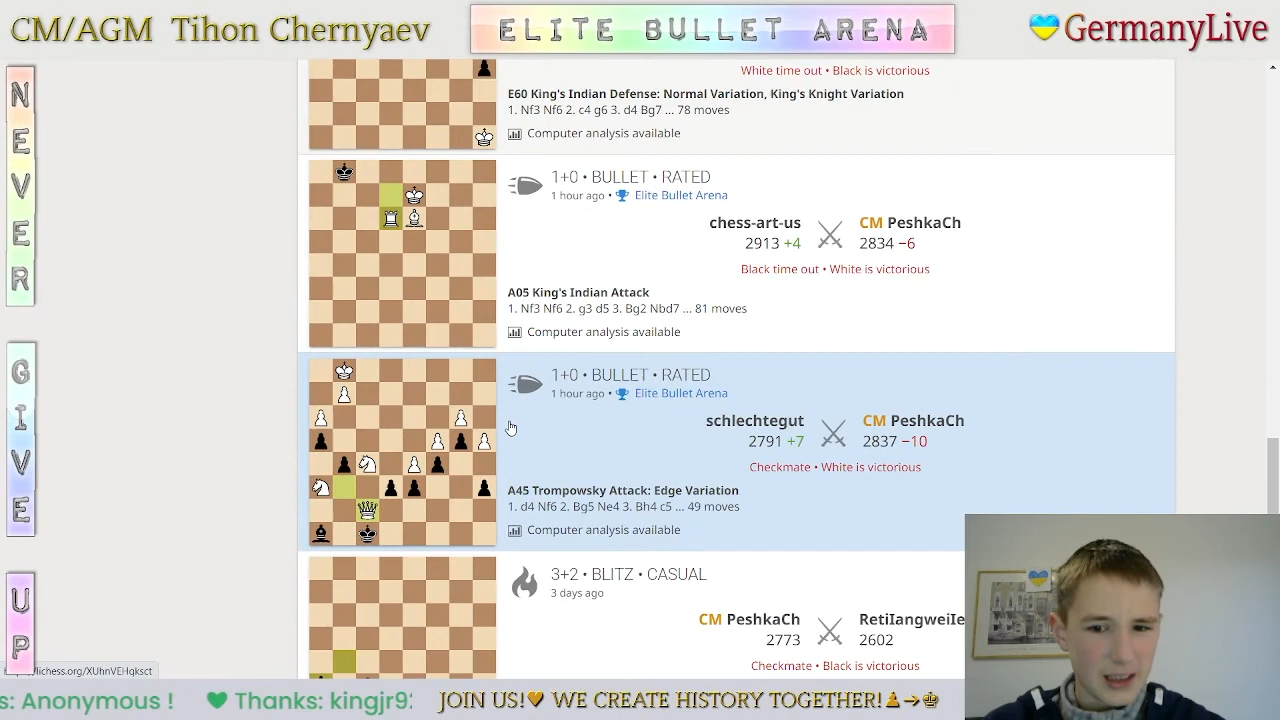 CM/AGM Tihon Chernyaev
ELITE BULLET ARENA
GermanyLive
NEVER
GIVE
UP
White time out • Black is victorious
E60 King's Indian Defense: Normal Variation, King's Knight Variation
1. Nf3 Nf6 2. c4 g6 3. d4 Bg7 ... 78 moves
Computer analysis available
1+0 • BULLET • RATED
1 hour ago • Elite Bullet Arena
chess-art-us CM PeshkaCh
2913 +4 2834 −6
Black time out • White is victorious
A05 King's Indian Attack
1. Nf3 Nf6 2. g3 d5 3. Bg2 Nbd7 ... 81 moves
Computer analysis available
1+0 • BULLET • RATED
1 hour ago • Elite Bullet Arena
schlechtegut CM PeshkaCh
2791 +7 2837 −10
Checkmate • White is victorious
A45 Trompowsky Attack: Edge Variation
1. d4 Nf6 2. Bg5 Ne4 3. Bh4 c5 ... 49 moves
Computer analysis available
3+2 • BLITZ • CASUAL
3 days ago
CM PeshkaCh
2773 2602
Checkmate • Black is victorious
s: Anonymous ! Thanks: kingjr9 JOIN US! WE CREATE HISTORY TOGETHER!